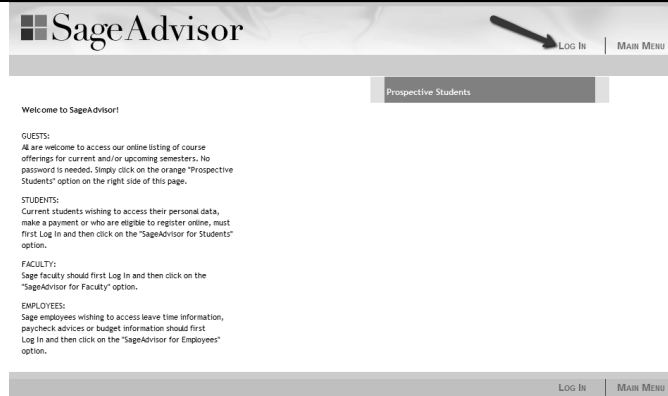 SageAdvisor
LOG IN MAIN MENU
Prospective Students
Welcome to SageAdvisor!
GUESTS:
All are welcome to access our online listing of course
offerings for current and/or upcoming semesters. No
password is needed. Simply click on the orange "Prospective
Students" option on the right side of this page.
STUDENTS:
Current students wishing to access their personal data,
make a payment or who are eligible to register online, must
first Log In and then click on the "SageAdvisor for Students"
option.
FACULTY:
Sage faculty should first Log In and then click on the
"SageAdvisor for Faculty" option.
EMPLOYEES:
Sage employees wishing to access leave time information,
paycheck advices or budget information should first
Log In and then click on the "SageAdvisor for Employees"
option.
LOG IN MAIN MENU